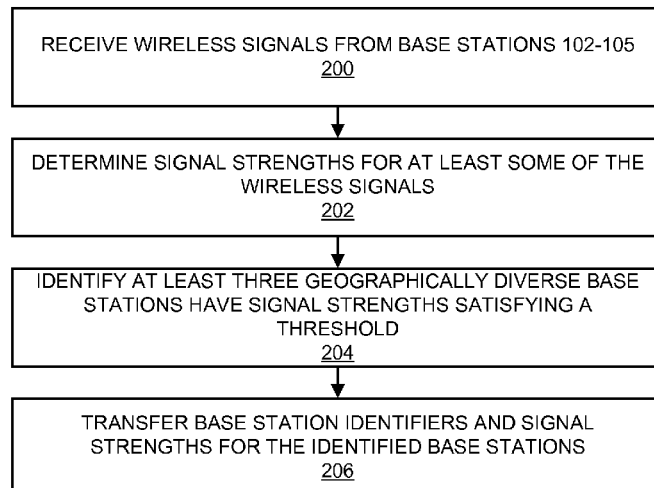 RECEIVE WIRELESS SIGNALS FROM BASE STATIONS 102-105
200
DETERMINE SIGNAL STRENGTHS FOR AT LEAST SOME OF THE
WIRELESS SIGNALS
202
IDENTIFY AT LEAST THREE GEOGRAPHICALLY DIVERSE BASE
STATIONS HAVE SIGNAL STRENGTHS SATISFYING A
THRESHOLD
204
TRANSFER BASE STATION IDENTIFIERS AND SIGNAL
STRENGTHS FOR THE IDENTIFIED BASE STATIONS
206